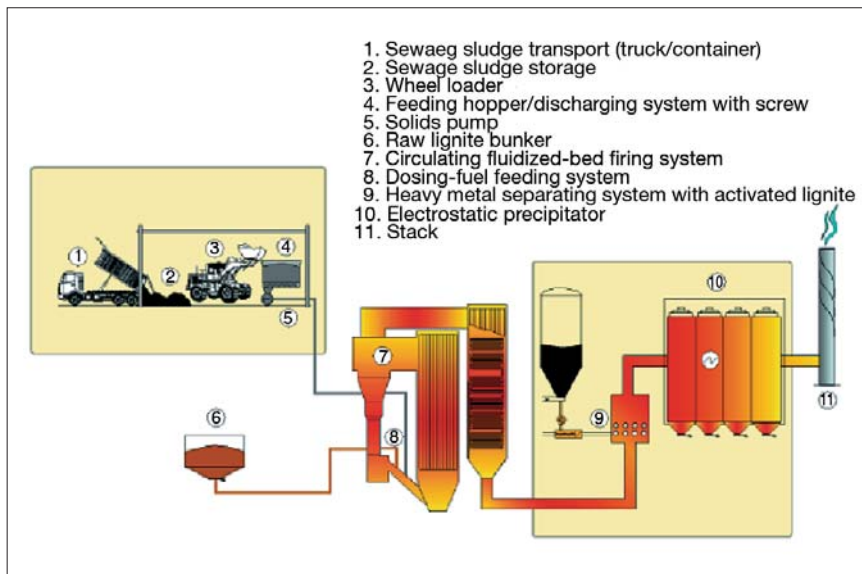 1. Sewaeg sludge transport (truck/container)
2. Sewage sludge storage
3. Wheel loader
4. Feeding hopper/discharging system with screw
5. Solids pump
6. Raw lignite bunker
7. Circulating fluidized-bed firing system
8. Dosing-fuel feeding system
9. Heavy metal separating system with activated lignite
10. Electrostatic precipitator
11. Stack
1
2
3
4
5
6
7
8
9
10
11